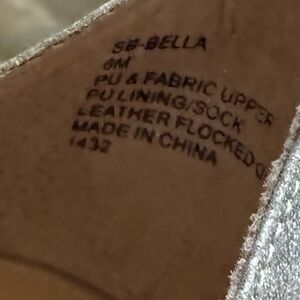 SB-BELLA
6M
PU & FABRIC UPPER
PU LINING/SOCK
LEATHER FLOCKED
MADE IN CHINA
1432